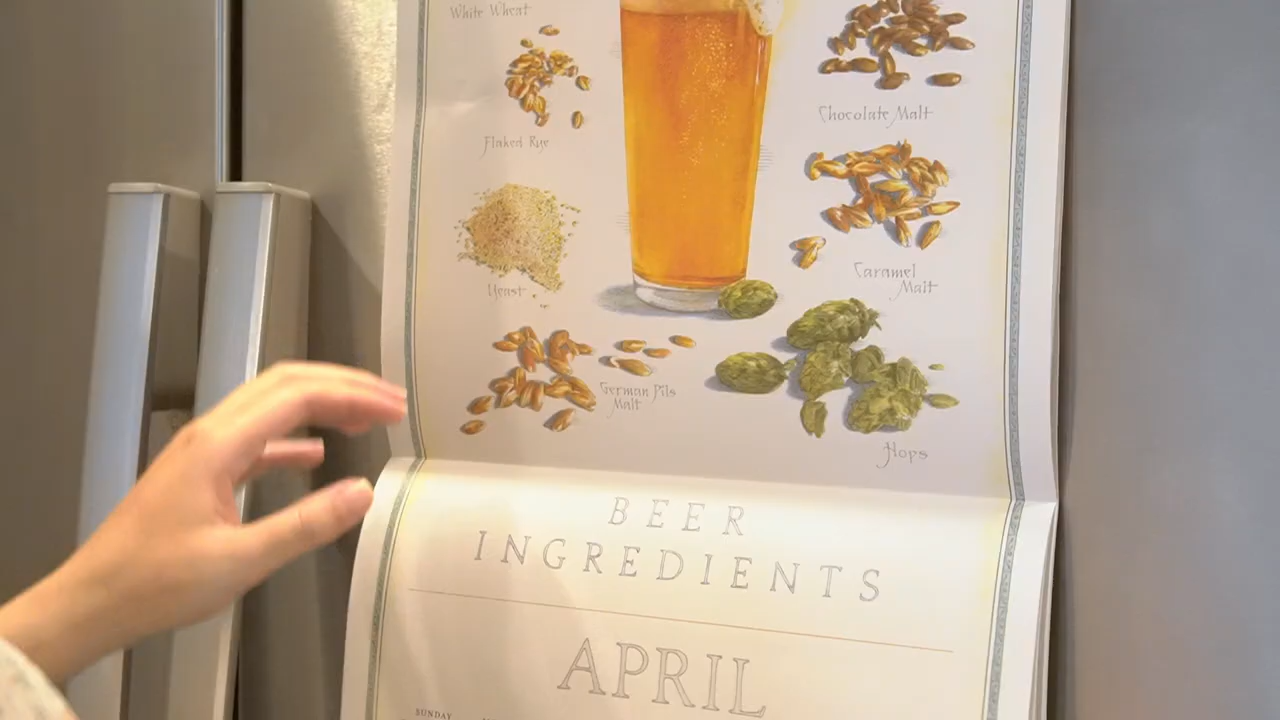 White Wheat
Flaked Rye
Chocolate Malt
Caramel
Malt
Yeast
German Pils
Malt
Hops
BEER
INGREDIENTS
APRIL
SUNDAY